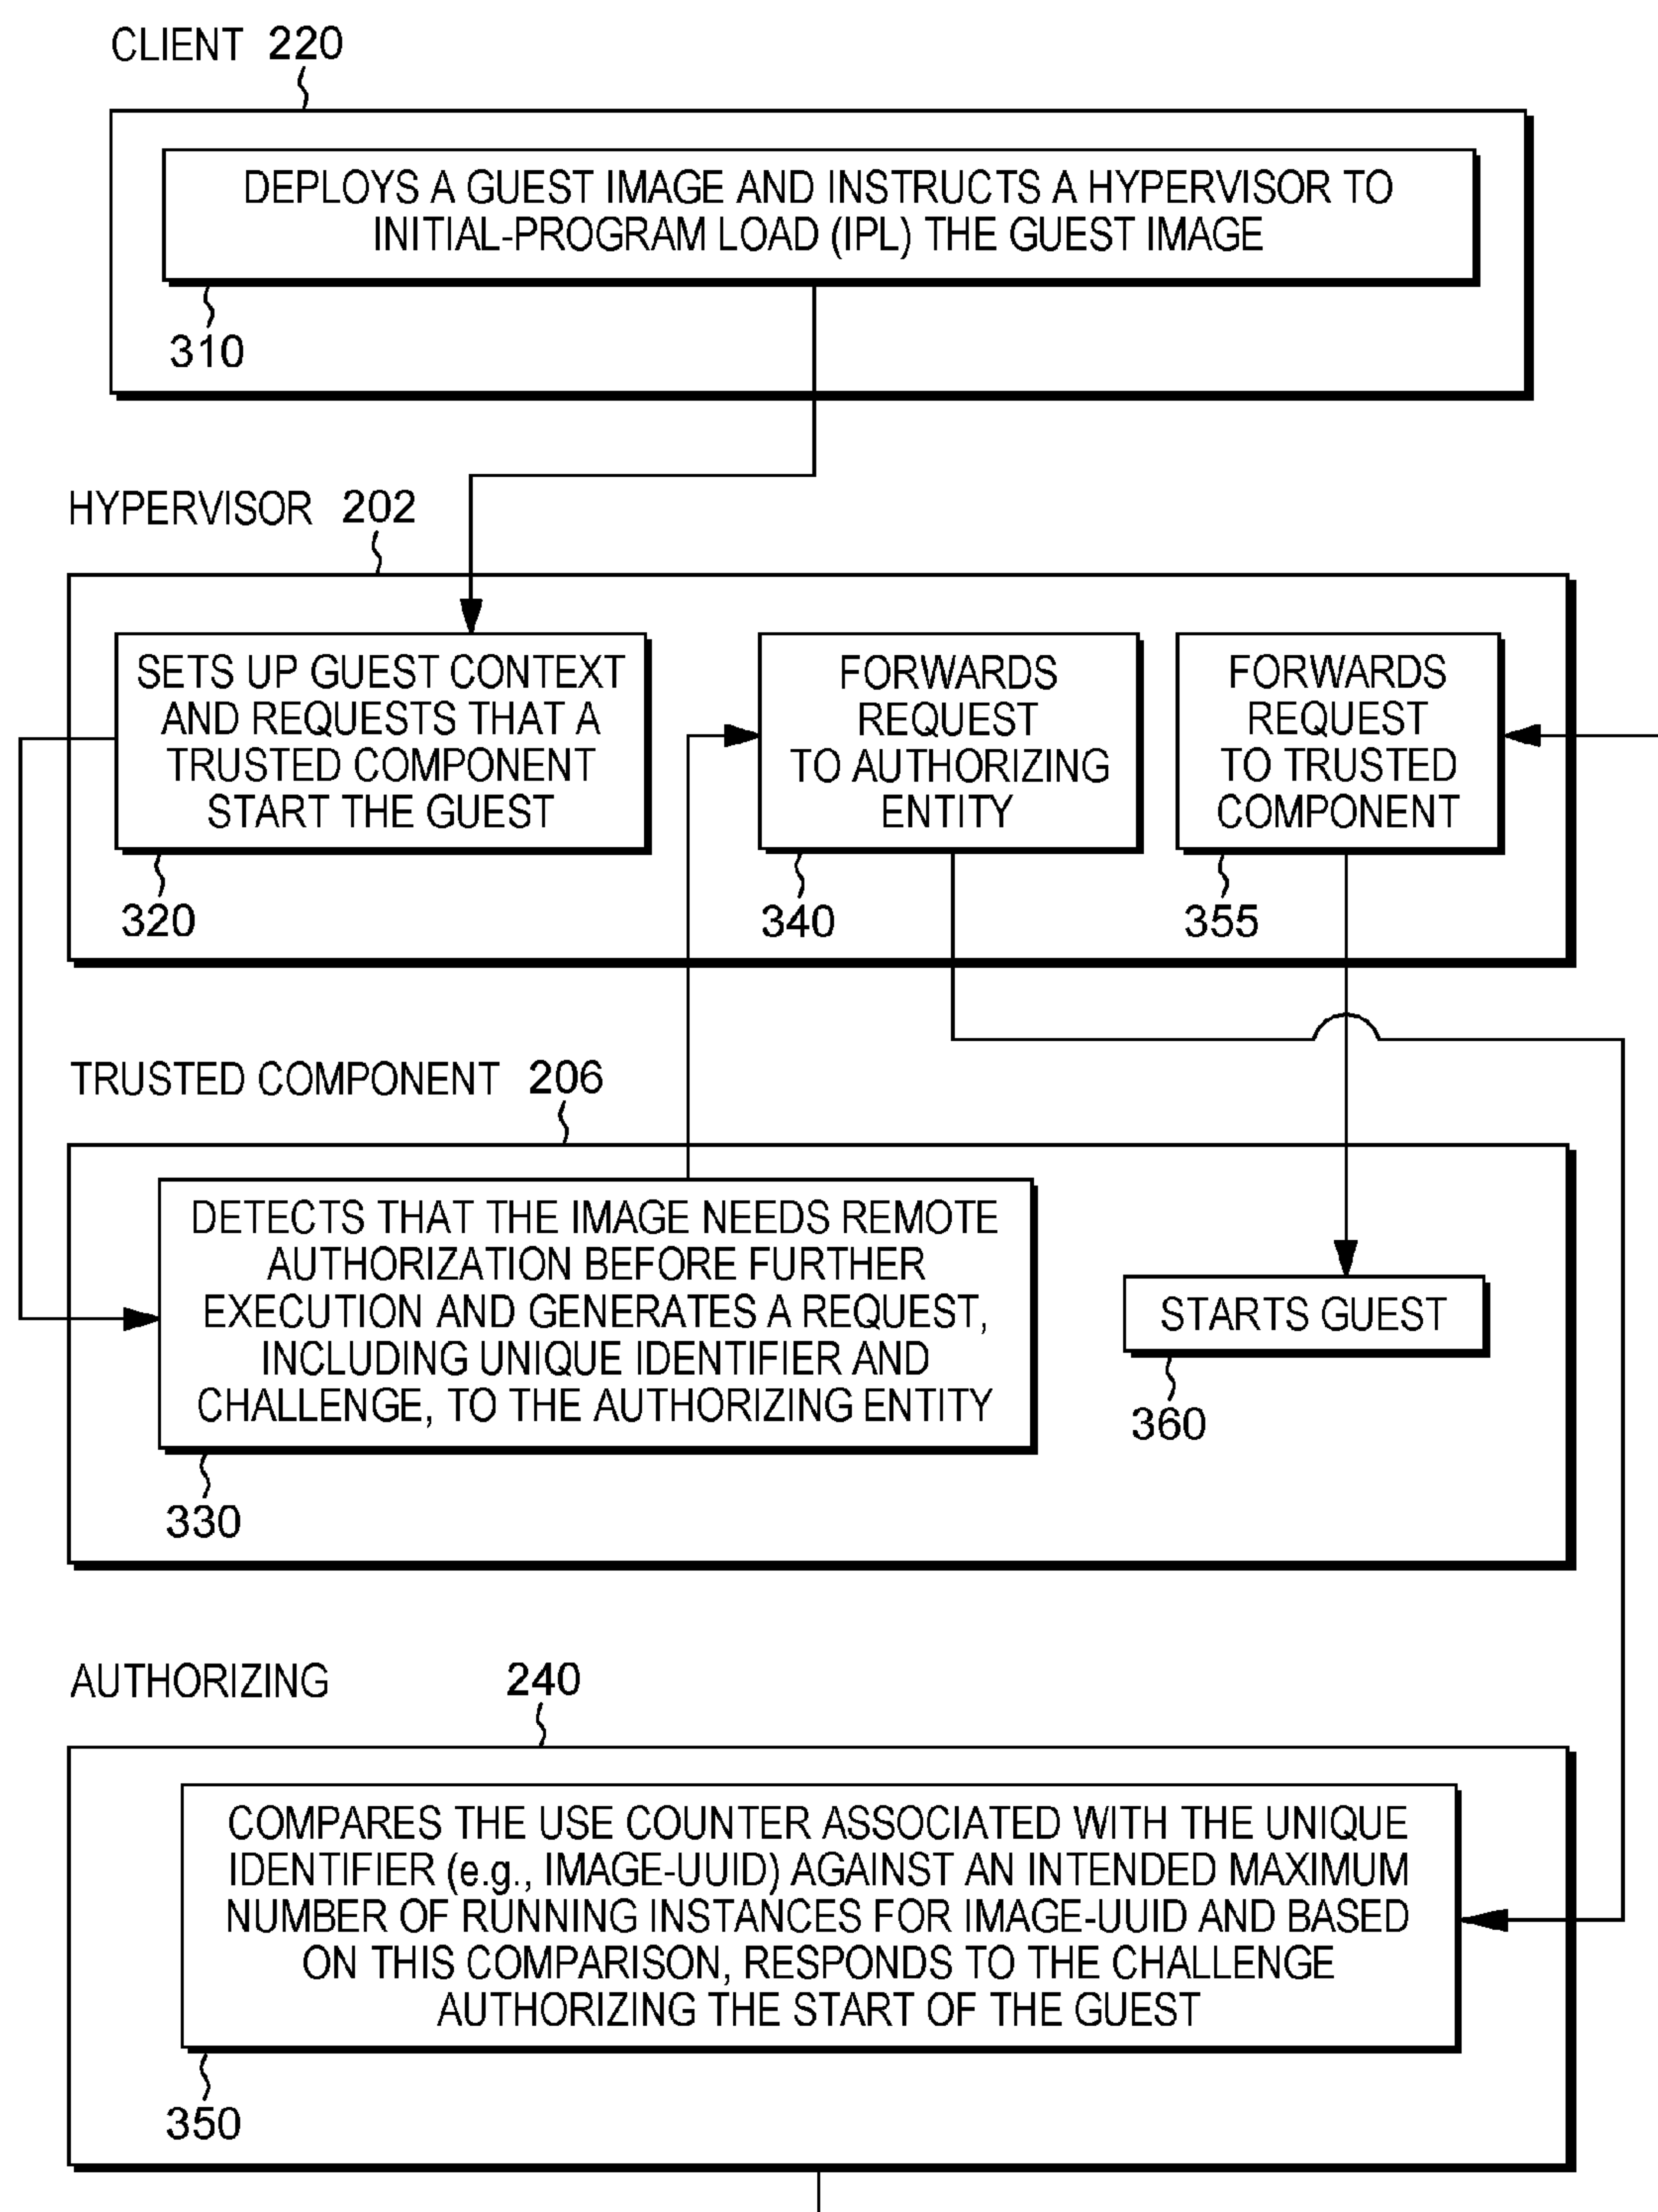 CLIENT 220
DEPLOYS A GUEST IMAGE AND INSTRUCTS A HYPERVISOR TO
INITIAL-PROGRAM LOAD (IPL) THE GUEST IMAGE
310
HYPERVISOR 202
SETS UP GUEST CONTEXT
AND REQUESTS THAT A
TRUSTED COMPONENT
START THE GUEST
320
FORWARDS
REQUEST
TO AUTHORIZING
ENTITY
340
FORWARDS
REQUEST
TO TRUSTED
COMPONENT
355
TRUSTED COMPONENT 206
DETECTS THAT THE IMAGE NEEDS REMOTE
AUTHORIZATION BEFORE FURTHER
EXECUTION AND GENERATES A REQUEST,
INCLUDING UNIQUE IDENTIFIER AND
CHALLENGE, TO THE AUTHORIZING ENTITY
330
STARTS GUEST
360
AUTHORIZING 240
COMPARES THE USE COUNTER ASSOCIATED WITH THE UNIQUE
IDENTIFIER (e.g., IMAGE-UUID) AGAINST AN INTENDED MAXIMUM
NUMBER OF RUNNING INSTANCES FOR IMAGE-UUID AND BASED
ON THIS COMPARISON, RESPONDS TO THE CHALLENGE
AUTHORIZING THE START OF THE GUEST
350